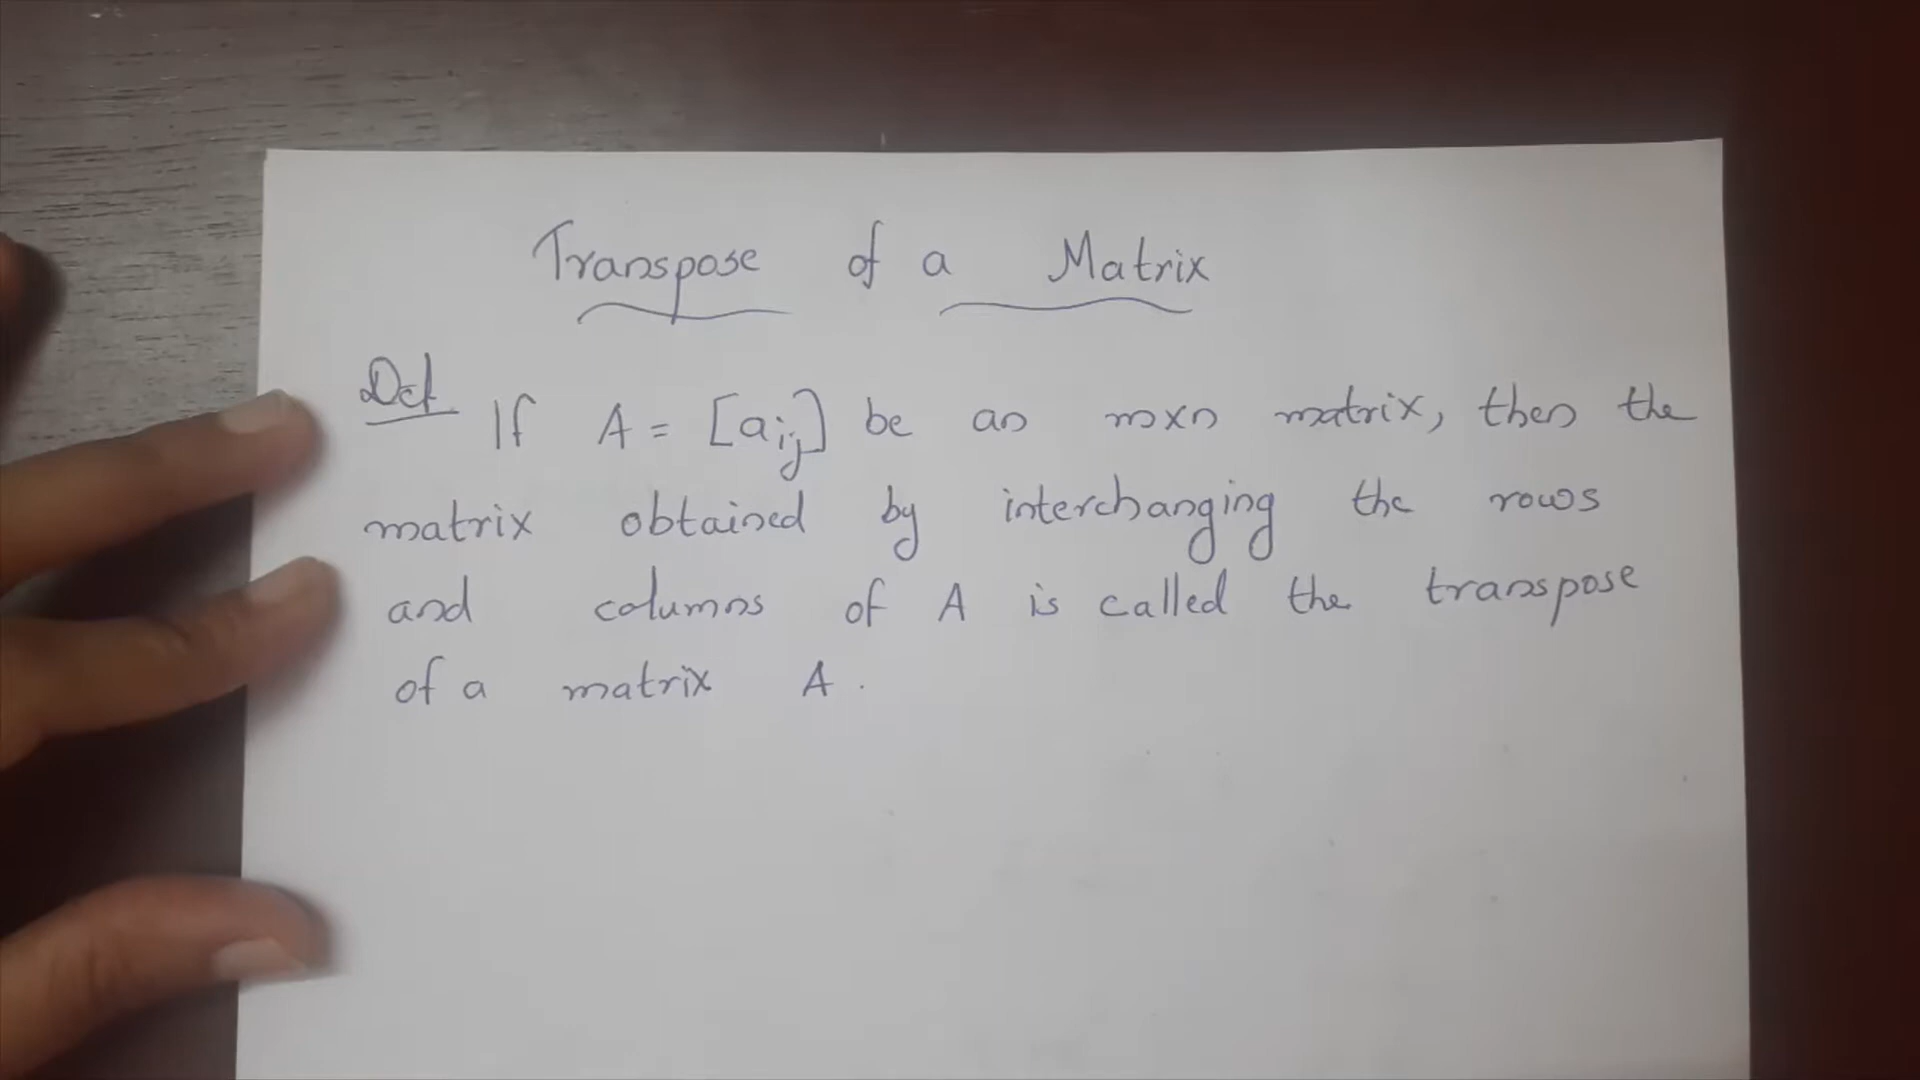 Transpose of a Matrix
Def If A = [aij] be an mxn matrix, then the
matrix obtained by interchanging the rows
and columns of A is called the transpose
of a matrix A.